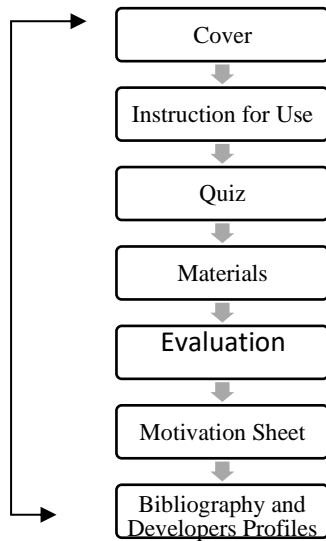 Cover
Instruction for Use
Quiz
Materials
Evaluation
Motivation Sheet
Bibliography and
Developers Profiles